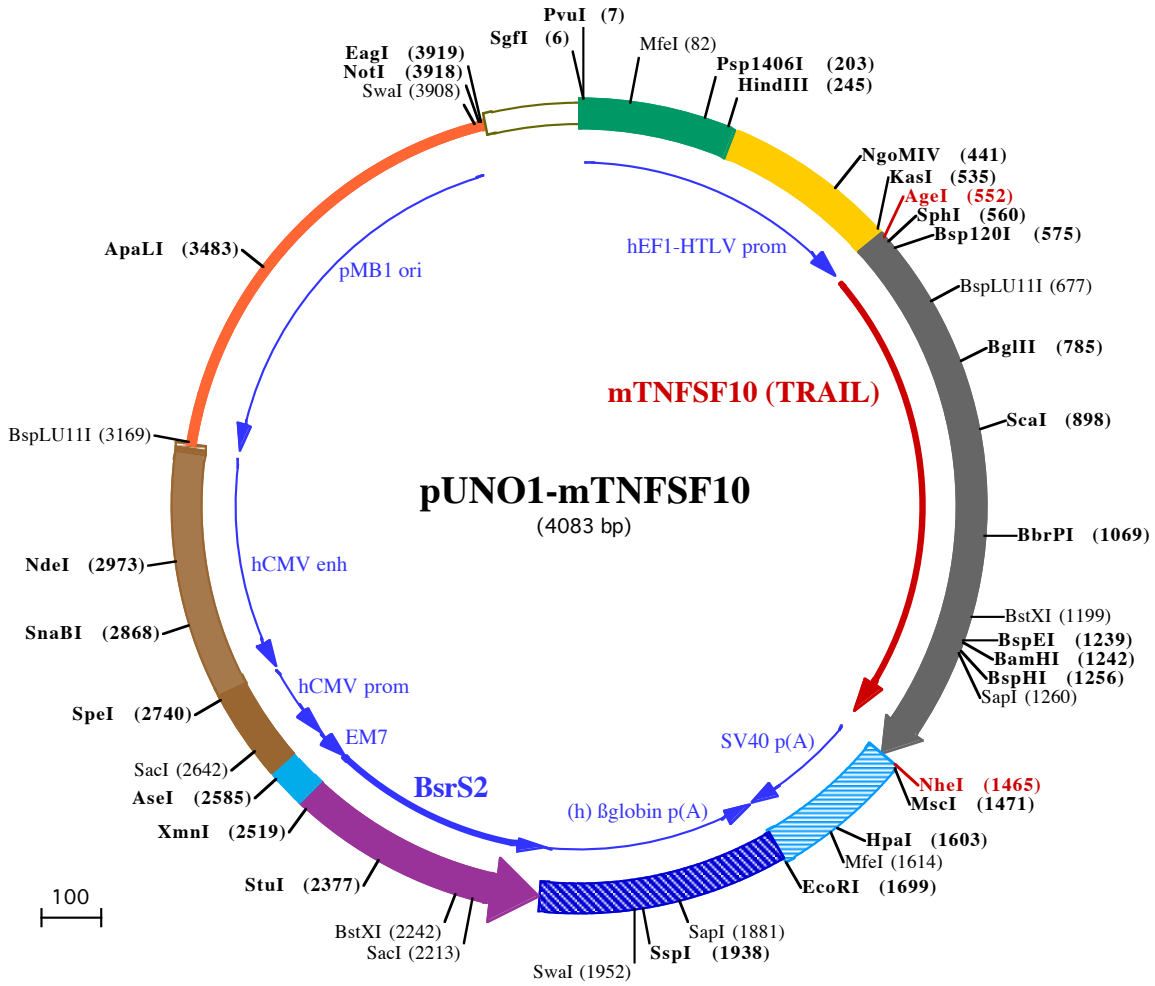 PvuI (7)
SgfI (6)
MfeI (82)
EagI (3919)
NotI (3918)
SwaI (3908)
Psp1406I (203)
HindIII (245)
NgoMIV (441)
KasI (535)
AgeI (552)
SphI (560)
Bsp120I (575)
hEF1-HTLV prom
ApaLI (3483)
pMB1 ori
BspLU11I (677)
BglII (785)
mTNFSF10 (TRAIL)
ScaI (898)
BspLU11I (3169)
pUNO1-mTNFSF10
(4083 bp)
BbrPI (1069)
NdeI (2973)
hCMV enh
BstXI (1199)
SnaBI (2868)
BspEI (1239)
BamHI (1242)
BspHI (1256)
SapI (1260)
hCMV prom
SpeI (2740)
EM7
SV40 p(A)
SacI (2642)
BsrS2
NheI (1465)
AseI (2585)
MscI (1471)
(h) ßglobin p(A)
XmnI (2519)
HpaI (1603)
MfeI (1614)
StuI (2377)
EcoRI (1699)
100
BstXI (2242)
SacI (2213)
SapI (1881)
SspI (1938)
SwaI (1952)